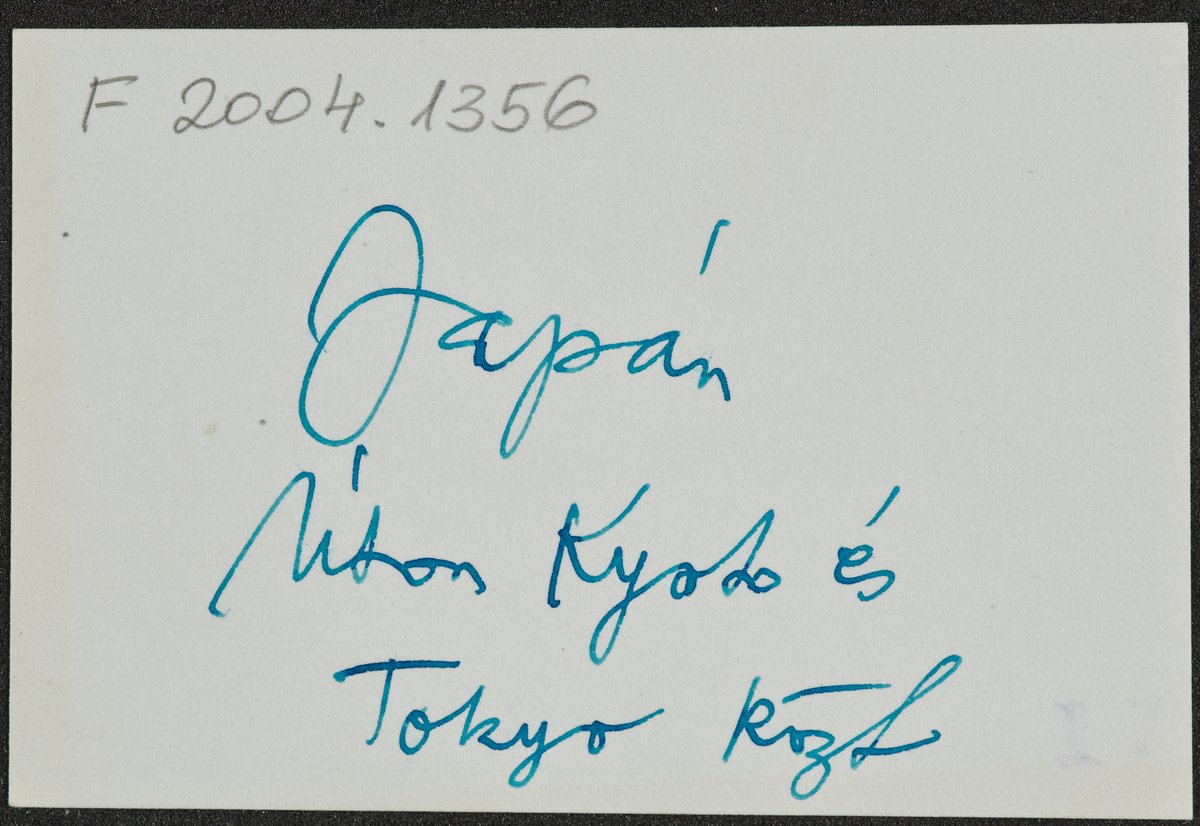 F 2004.1356
Japán
Úton Kyoto és
Tokyo közt